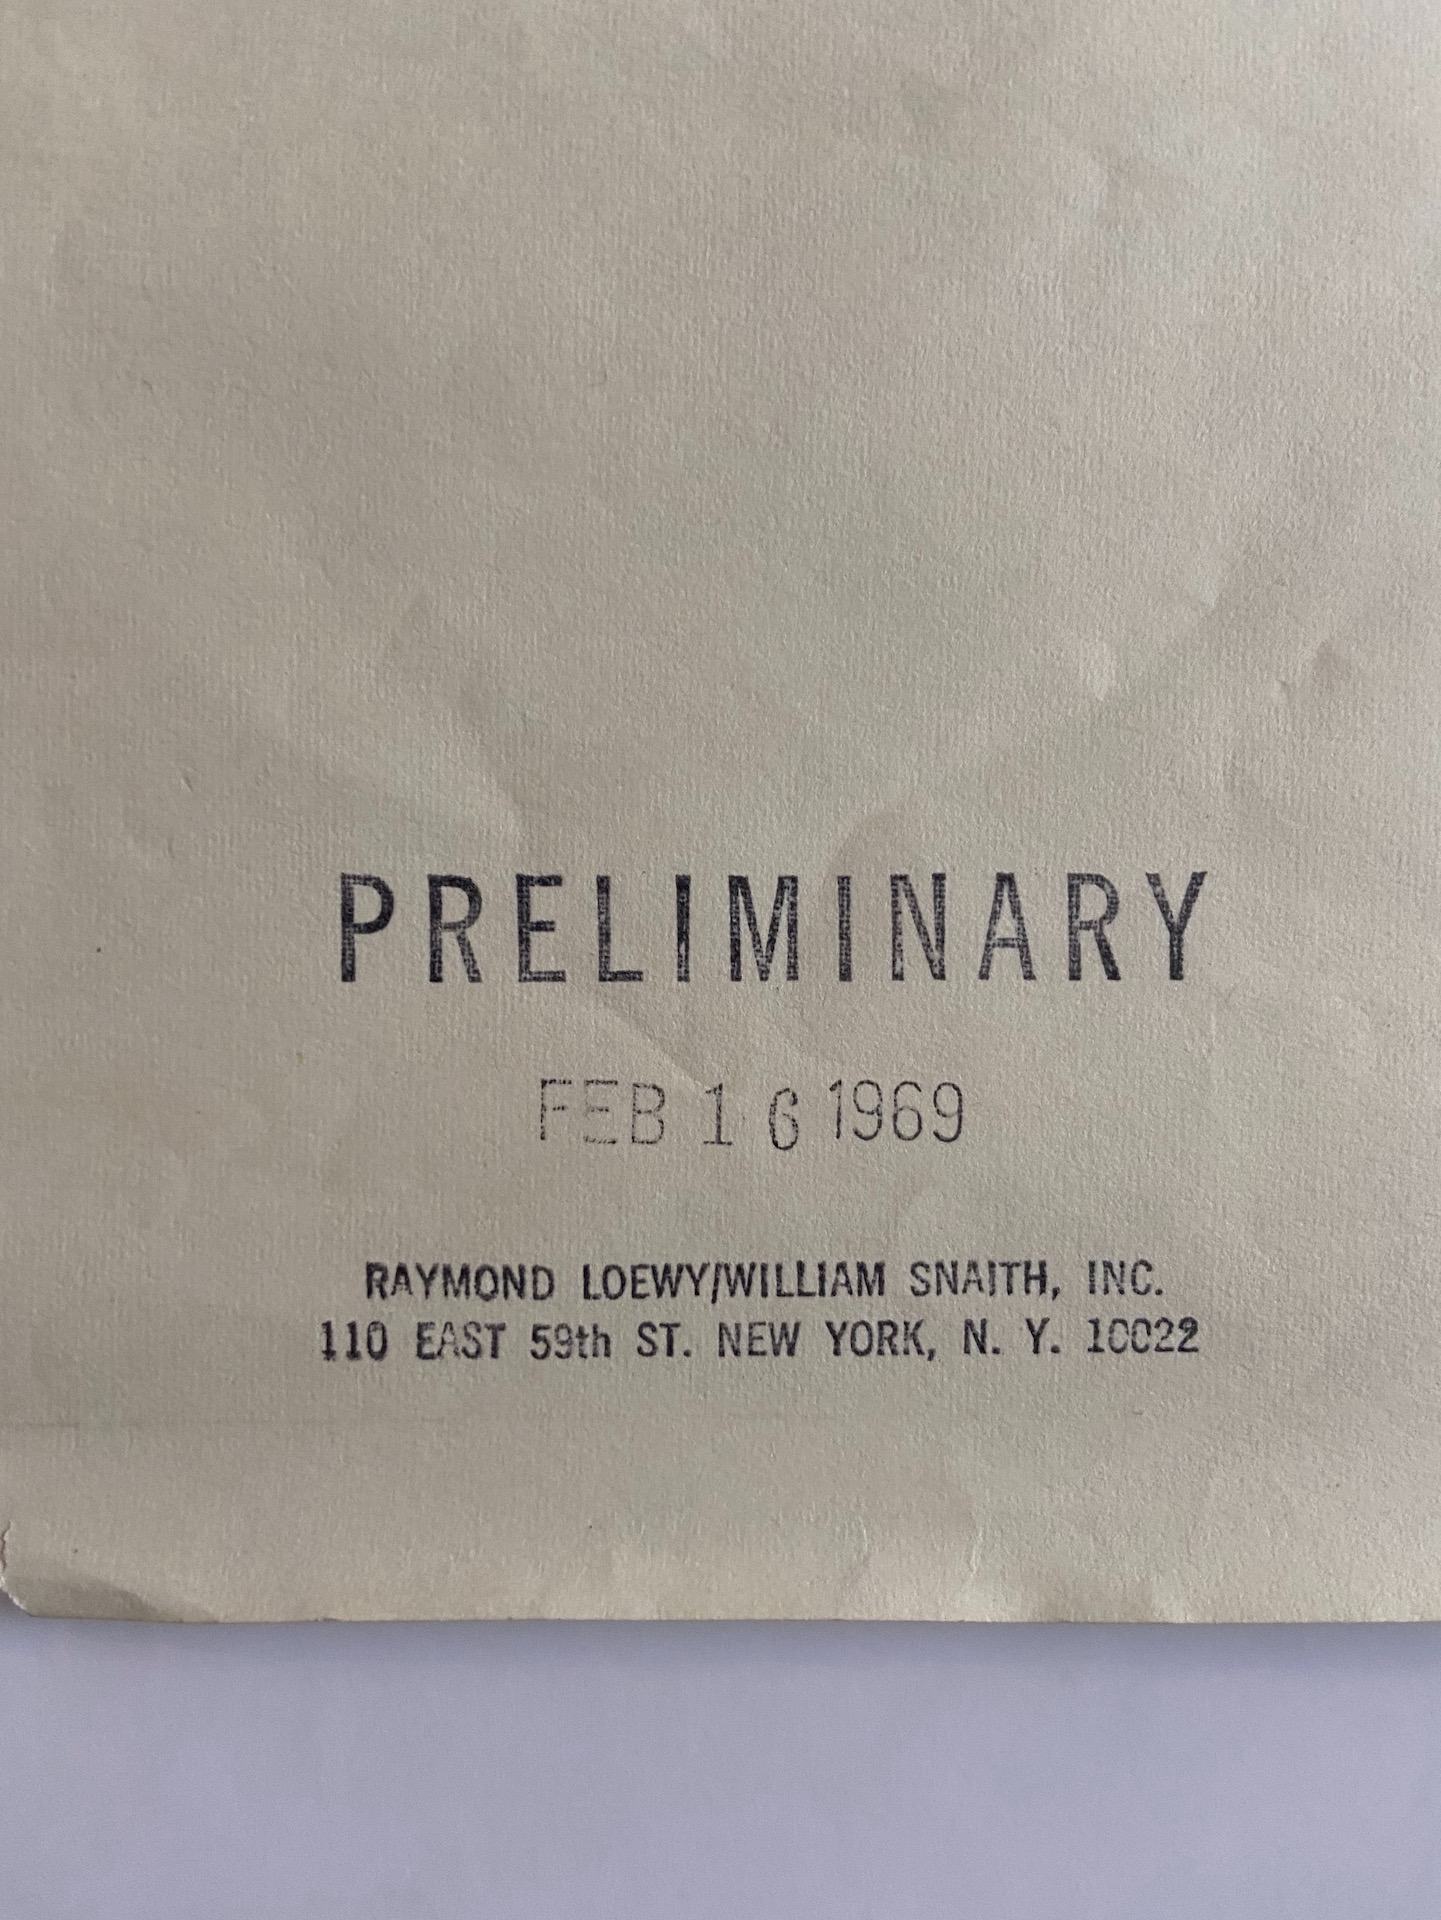 PRELIMINARY
FEB 16 1969
RAYMOND LOEWY/WILLIAM SNAITH, INC.
110 EAST 59th ST. NEW YORK, N. Y. 10022